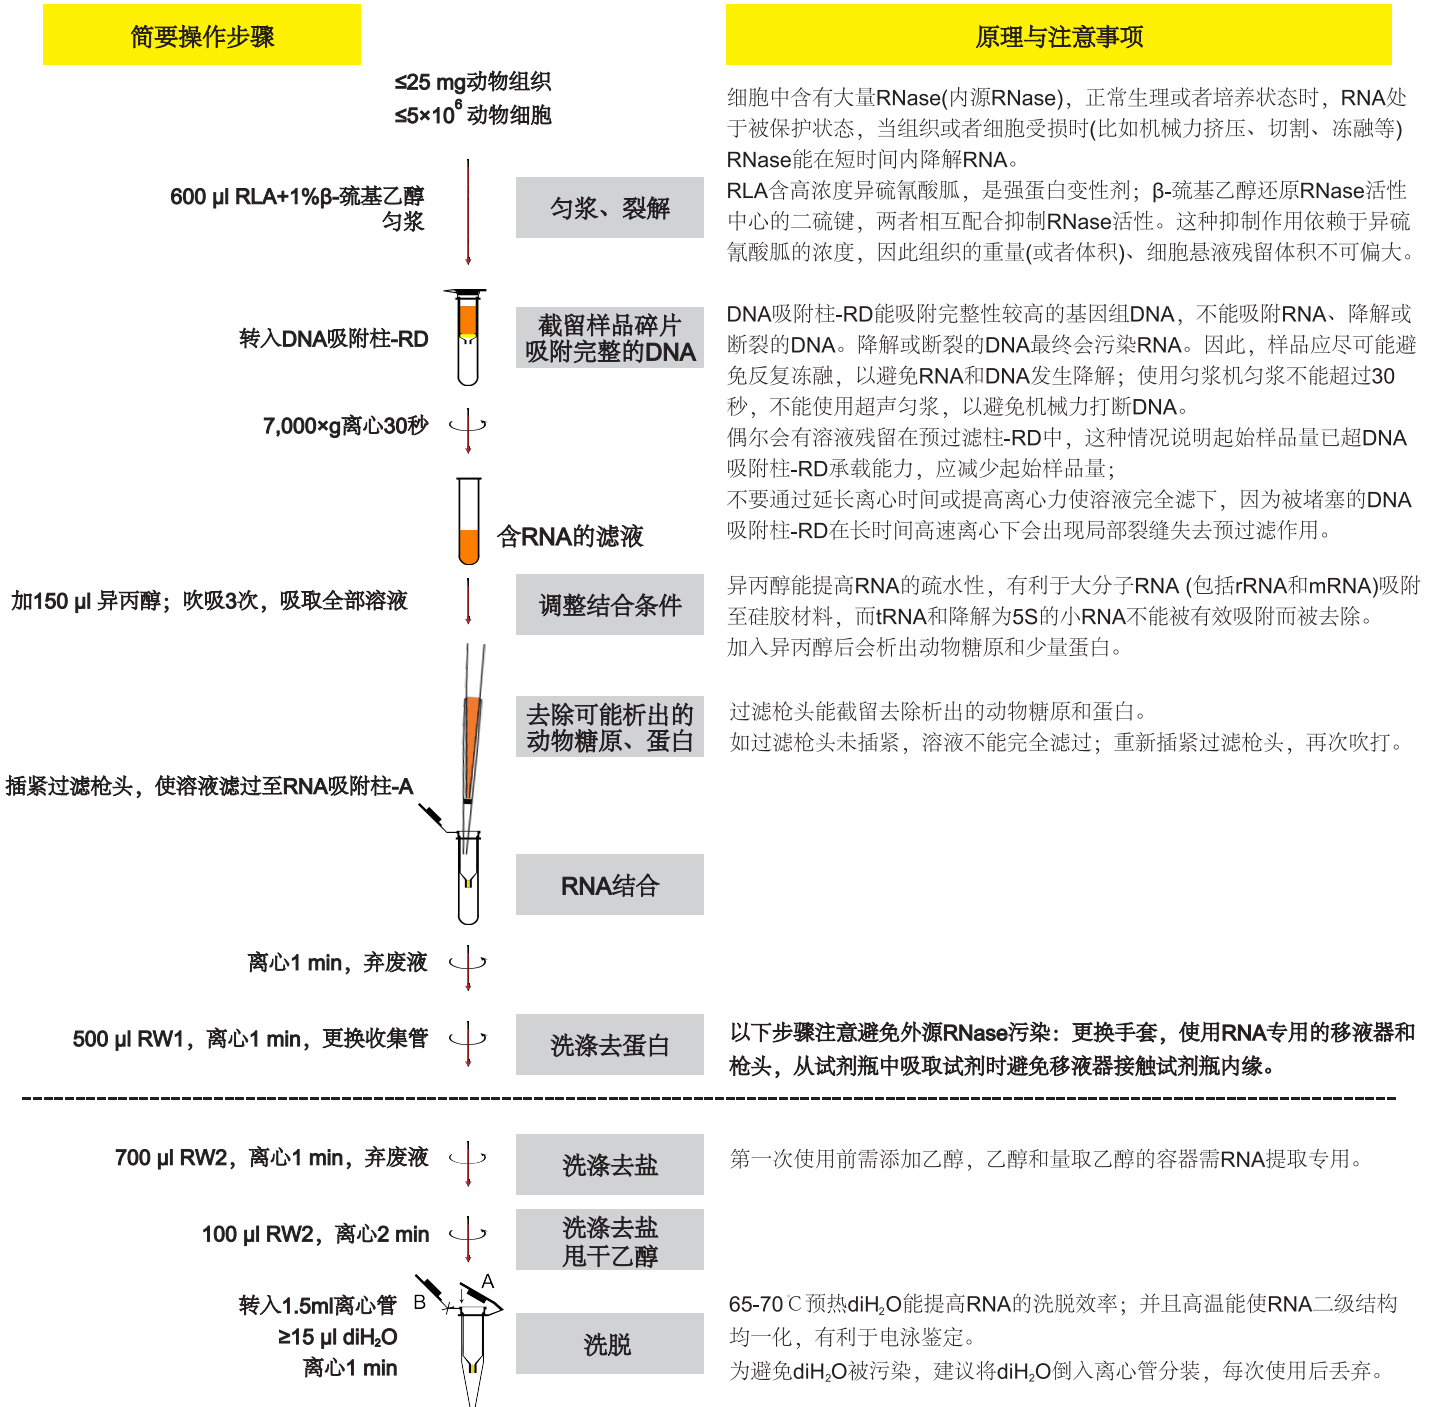 简要操作步骤
原理与注意事项
≤25 mg动物组织
≤5×10⁶ 动物细胞
细胞中含有大量RNase(内源RNase)，正常生理或者培养状态时，RNA处
于被保护状态，当组织或者细胞受损时(比如机械力挤压、切割、冻融等)
RNase能在短时间内降解RNA。
600 µl RLA+1%β-巯基乙醇
匀浆
匀浆、裂解
RLA含高浓度异硫氰酸胍，是强蛋白变性剂；β-巯基乙醇还原RNase活性
中心的二硫键，两者相互配合抑制RNase活性。这种抑制作用依赖于异硫
氰酸胍的浓度，因此组织的重量(或者体积)、细胞悬液残留体积不可偏大。
转入DNA吸附柱-RD
截留样品碎片
吸附完整的DNA
DNA吸附柱-RD能吸附完整性较高的基因组DNA，不能吸附RNA、降解或
断裂的DNA。降解或断裂的DNA最终会污染RNA。因此，样品应尽可能避
免反复冻融，以避免RNA和DNA发生降解；使用匀浆机匀浆不能超过30
秒，不能使用超声匀浆，以避免机械力打断DNA。
7,000×g离心30秒
偶尔会有溶液残留在预过滤柱-RD中，这种情况说明起始样品量已超DNA
吸附柱-RD承载能力，应减少起始样品量；
不要通过延长离心时间或提高离心力使溶液完全滤下，因为被堵塞的DNA
吸附柱-RD在长时间高速离心下会出现局部裂缝失去预过滤作用。
含RNA的滤液
加150 µl 异丙醇；吹吸3次，吸取全部溶液
调整结合条件
异丙醇能提高RNA的疏水性，有利于大分子RNA (包括rRNA和mRNA)吸附
至硅胶材料，而tRNA和降解为5S的小RNA不能被有效吸附而被去除。
加入异丙醇后会析出动物糖原和少量蛋白。
去除可能析出的
动物糖原、蛋白
过滤枪头能截留去除析出的动物糖原和蛋白。
如过滤枪头未插紧，溶液不能完全滤过；重新插紧过滤枪头，再次吹打。
插紧过滤枪头，使溶液滤过至RNA吸附柱-A
RNA结合
离心1 min，弃废液
500 µl RW1，离心1 min，更换收集管
洗涤去蛋白
以下步骤注意避免外源RNase污染：更换手套，使用RNA专用的移液器和
枪头，从试剂瓶中吸取试剂时避免移液器接触试剂瓶内缘。
700 µl RW2，离心1 min，弃废液
洗涤去盐
第一次使用前需添加乙醇，乙醇和量取乙醇的容器需RNA提取专用。
100 µl RW2，离心2 min
洗涤去盐
甩干乙醇
A
B
转入1.5ml离心管
≥15 µl diH₂O
离心1 min
洗脱
65-70℃预热diH₂O能提高RNA的洗脱效率；并且高温能使RNA二级结构
均一化，有利于电泳鉴定。
为避免diH₂O被污染，建议将diH₂O倒入离心管分装，每次使用后丢弃。